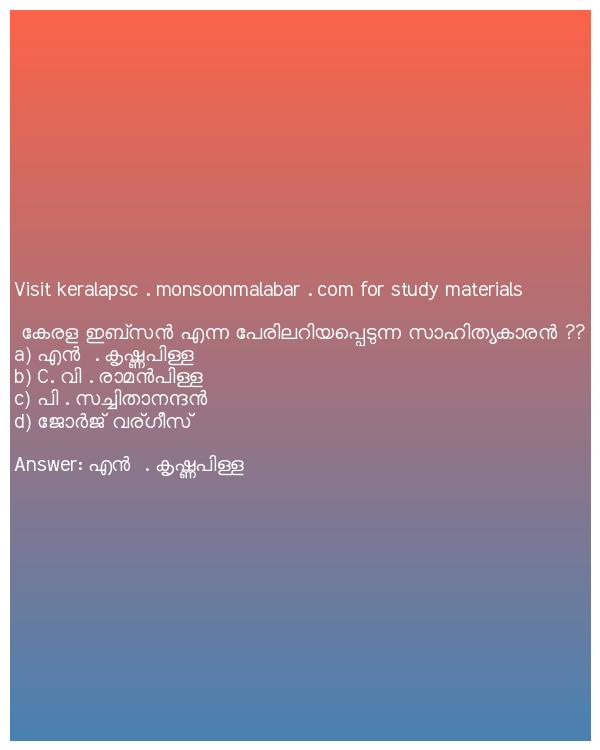 Visit keralapsc . monsoonmalabar . com for study materials
കേരള ഇബ്സൻ എന്ന പേരിലറിയപ്പെടുന്ന സാഹിത്യകാരൻ ??
a) എൻ . കൃഷ്ണപിള്ള
b) C. വി . രാമൻപിള്ള
c) പി . സച്ചിതാനന്ദൻ
d) ജോർജ് വര്ഗീസ്
Answer: എൻ . കൃഷ്ണപിള്ള